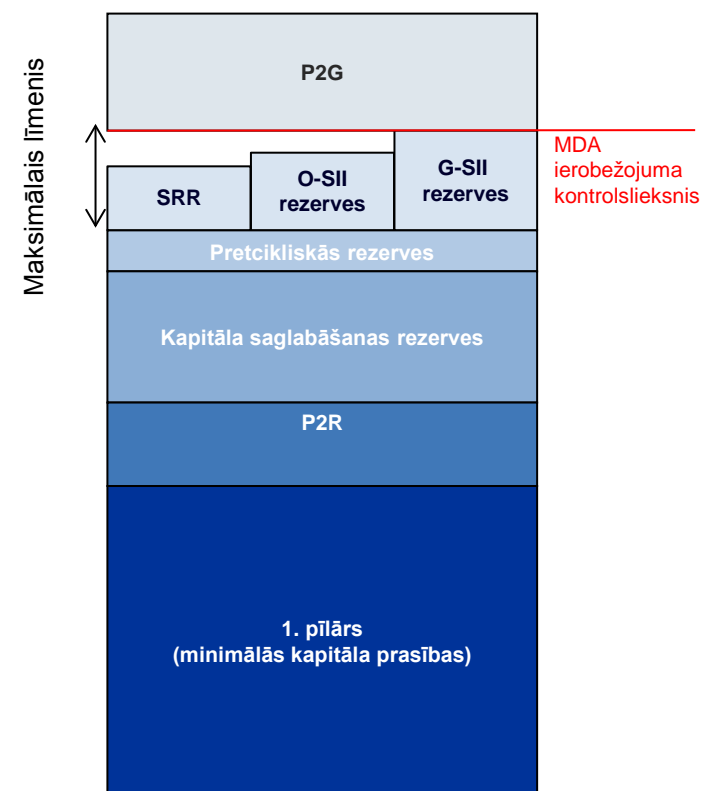 P2G
Maksimālais līmenis
MDA
ierobežojuma
kontrolslieksnis
SRR
O-SII
rezerves
G-SII
rezerves
Pretcikliskās rezerves
Kapitāla saglabāšanas rezerves
P2R
1. pīlārs
(minimālās kapitāla prasības)